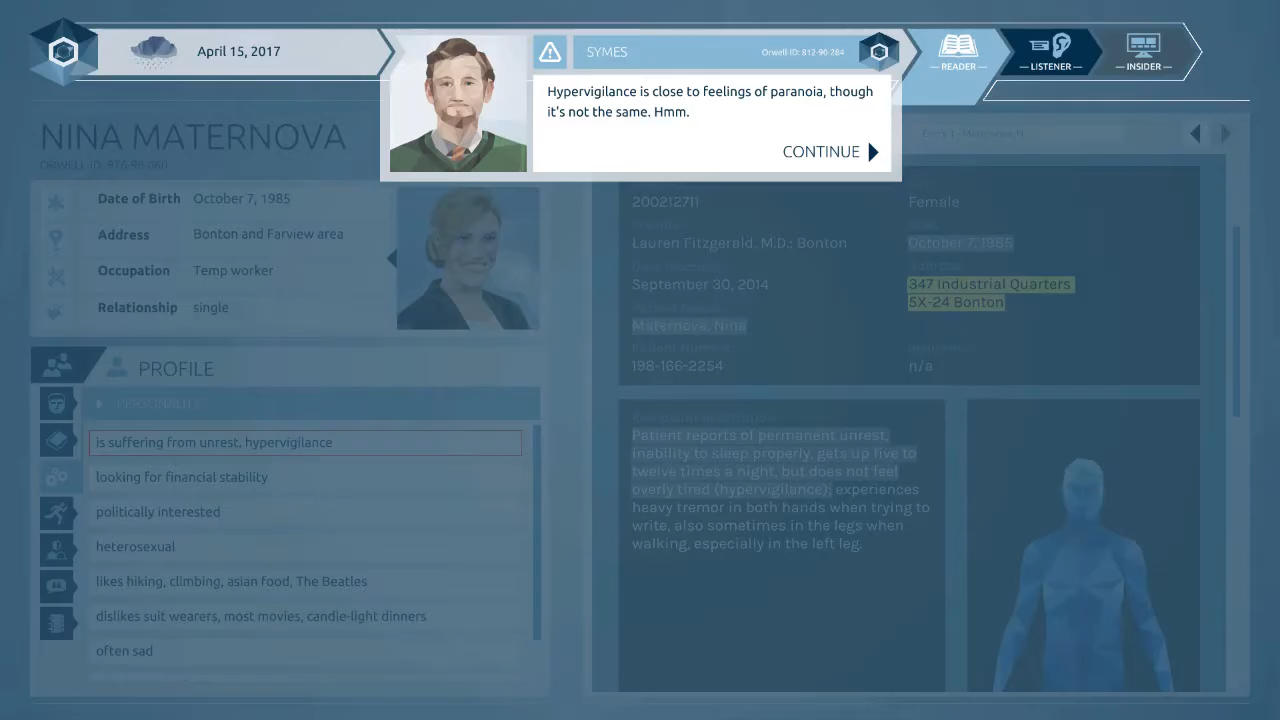 April 15, 2017
SYMES
Orwell ID: 812-96-284
Hypervigilance is close to feelings of paranoia, though
it's not the same. Hmm.
CONTINUE
— READER —
— LISTENER —
— INSIDER —
NINA MATERNOVA
Date of Birth October 7, 1985
Address Bonton and Farview area
Occupation Temp worker
Relationship single
PROFILE
PERSONALITY
is suffering from unrest, hypervigilance
looking for financial stability
politically interested
heterosexual
likes hiking, climbing, asian food, The Beatles
dislikes suit wearers, most movies, candle-light dinners
often sad
200212711
Female
Lauren Fitzgerald, M.D.; Bonton
October 7, 1985
September 30, 2014
347 Industrial Quarters
5X-24 Bonton
Maternova, Nina
198-166-2254
n/a
Patient reports of permanent unrest,
inability to sleep properly, gets up five to
twelve times a night, but does not feel
overly tired (hypervigilance); experiences
heavy tremor in both hands when trying to
write, also sometimes in the legs when
walking, especially in the left leg.